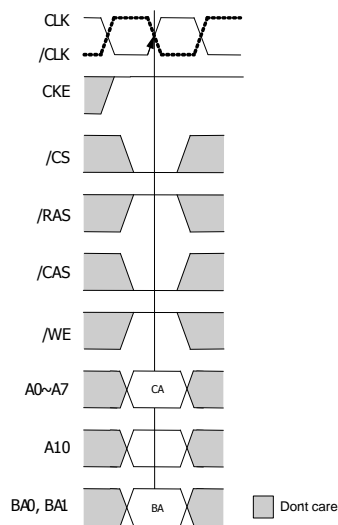 CLK
/CLK
CKE
/CS
/RAS
/CAS
/WE
A0~A7
CA
A10
BA0, BA1
BA
Dont care